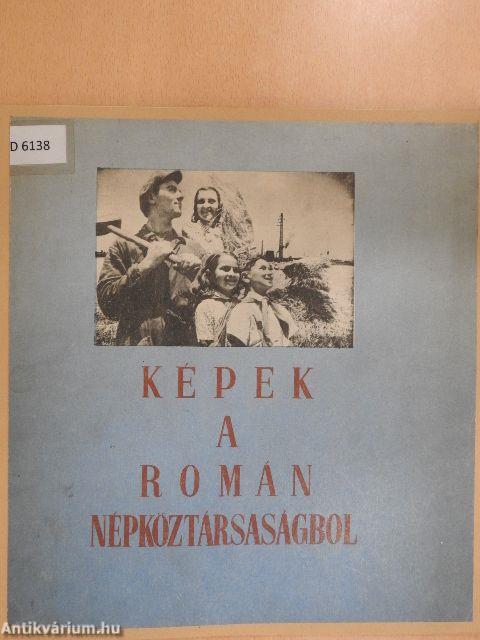 D 6138
KÉPEK
A
ROMÁN
NÉPKÖZTÁRSASÁGBOL
Antikvárium.hu